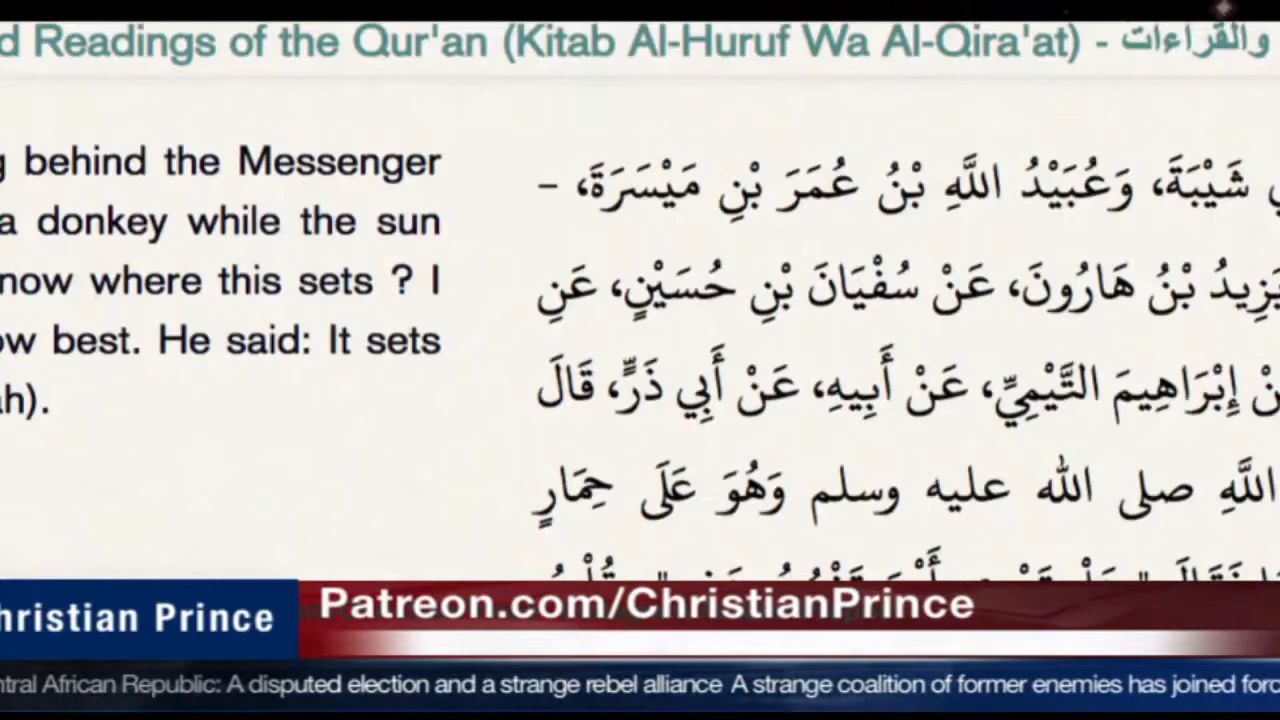 d Readings of the Qur'an (Kitab Al-Huruf Wa Al-Qira'at) - والقراءات
g behind the Messenger
a donkey while the sun
now where this sets ? I
ow best. He said: It sets
ah).
شَيْبَةَ، وَعُبَيْدُ اللَّهِ بْنُ عُمَرَ بْنِ مَيْسَرَةَ، -
يَزِيدُ بْنُ هَارُونَ، عَنْ سُفْيَانَ بْنِ حُسَيْنٍ، عَنِ
نْ إِبْرَاهِيمَ التَّيْمِيِّ، عَنْ أَبِيهِ، عَنْ أَبِي ذَرٍّ، قَالَ
اللَّهِ صلى الله عليه وسلم وَهُوَ عَلَى حِمَارٍ
hristian Prince
Patreon.com/ChristianPrince
ntral African Republic: A disputed election and a strange rebel alliance A strange coalition of former enemies has joined forc